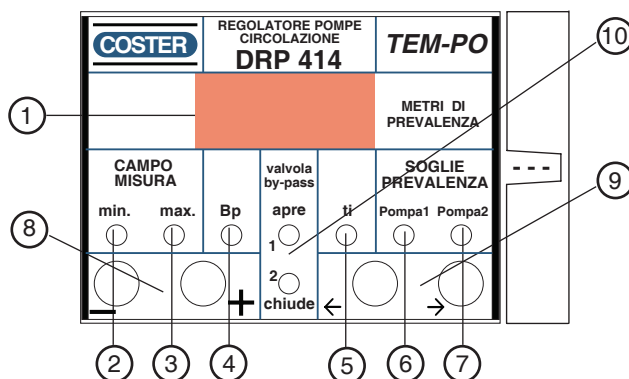 COSTER
REGOLATORE POMPE
CIRCOLAZIONE
DRP 414
TEM-PO
10
1
METRI DI
PREVALENZA
CAMPO
MISURA
valvola
by-pass
SOGLIE
PREVALENZA
- - -
9
8
min. max. Bp apre ti Pompa1 Pompa2
1
2
chiude
− + ← →
2 3 4 5 6 7